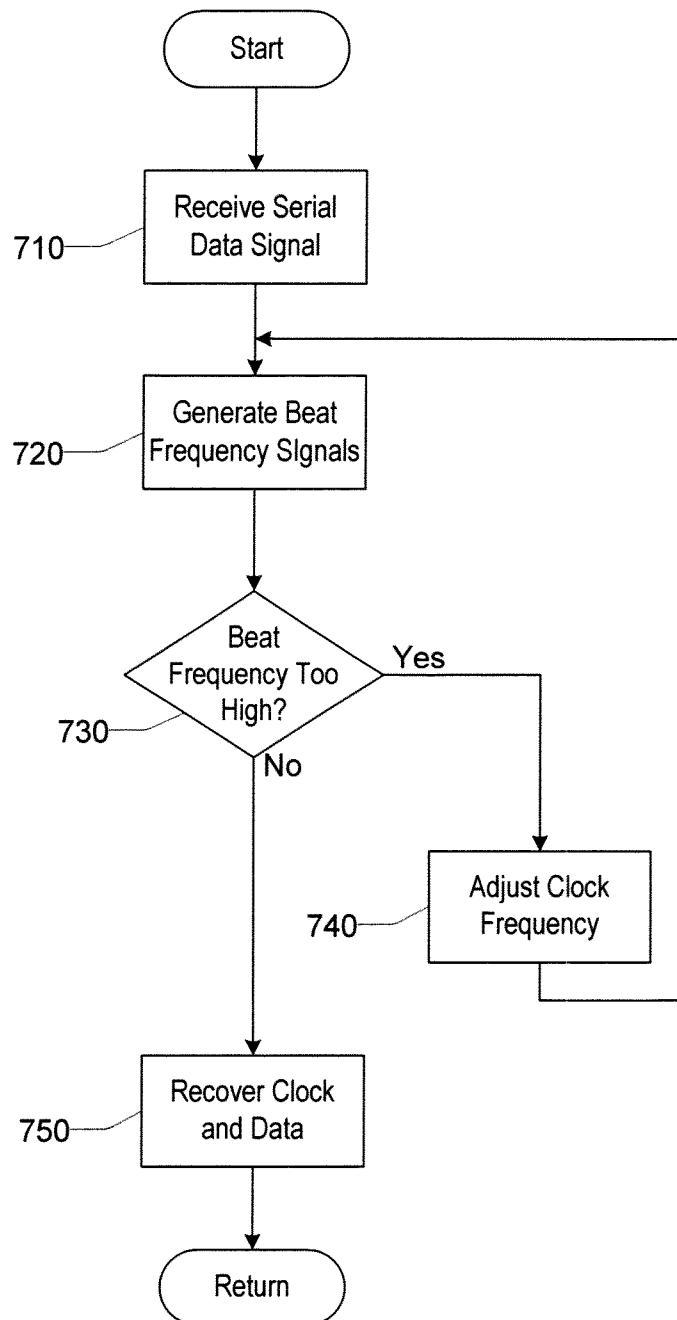 Start
Receive Serial
Data Signal
710
Generate Beat
Frequency SIgnals
720
Beat
Frequency Too
High?
Yes
730
No
Adjust Clock
Frequency
740
Recover Clock
and Data
750
Return